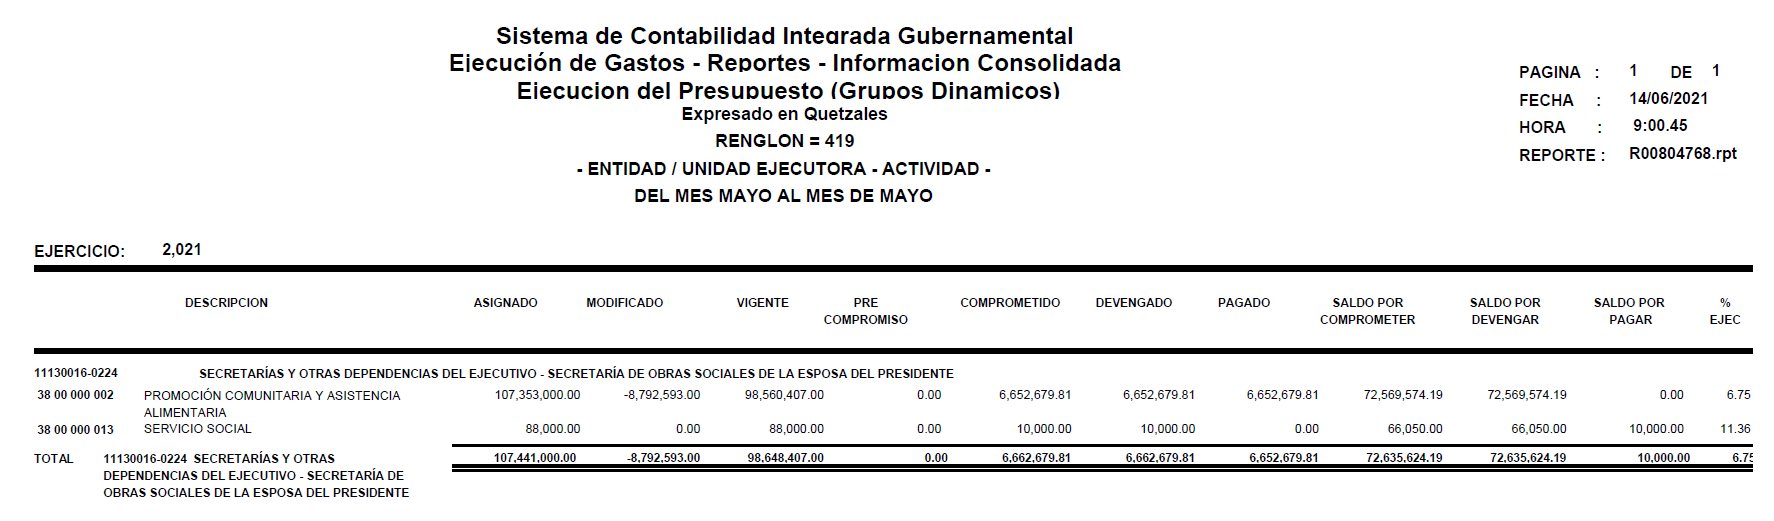 Sistema de Contabilidad Integrada Gubernamental
Ejecución de Gastos - Reportes - Informacion Consolidada
Ejecucion del Presupuesto (Grupos Dinamicos)
Expresado en Quetzales
RENGLON = 419
- ENTIDAD / UNIDAD EJECUTORA - ACTIVIDAD -
DEL MES MAYO AL MES DE MAYO
PAGINA : 1 DE 1
FECHA : 14/06/2021
HORA : 9:00.45
REPORTE : R00804768.rpt
EJERCICIO: 2,021
DESCRIPCION ASIGNADO MODIFICADO VIGENTE PRE COMPROMETIDO DEVENGADO PAGADO SALDO POR SALDO POR SALDO POR %
COMPROMISO COMPROMETER DEVENGAR PAGAR EJEC
11130016-0224 SECRETARÍAS Y OTRAS DEPENDENCIAS DEL EJECUTIVO - SECRETARÍA DE OBRAS SOCIALES DE LA ESPOSA DEL PRESIDENTE
38 00 000 002 PROMOCIÓN COMUNITARIA Y ASISTENCIA 107,353,000.00 -8,792,593.00 98,560,407.00 0.00 6,652,679.81 6,652,679.81 6,652,679.81 72,569,574.19 72,569,574.19 0.00 6.75
ALIMENTARIA
38 00 000 013 SERVICIO SOCIAL 88,000.00 0.00 88,000.00 0.00 10,000.00 10,000.00 0.00 66,050.00 66,050.00 10,000.00 11.36
TOTAL 11130016-0224 SECRETARÍAS Y OTRAS 107,441,000.00 -8,792,593.00 98,648,407.00 0.00 6,662,679.81 6,662,679.81 6,652,679.81 72,635,624.19 72,635,624.19 10,000.00 6.75
DEPENDENCIAS DEL EJECUTIVO - SECRETARÍA DE
OBRAS SOCIALES DE LA ESPOSA DEL PRESIDENTE